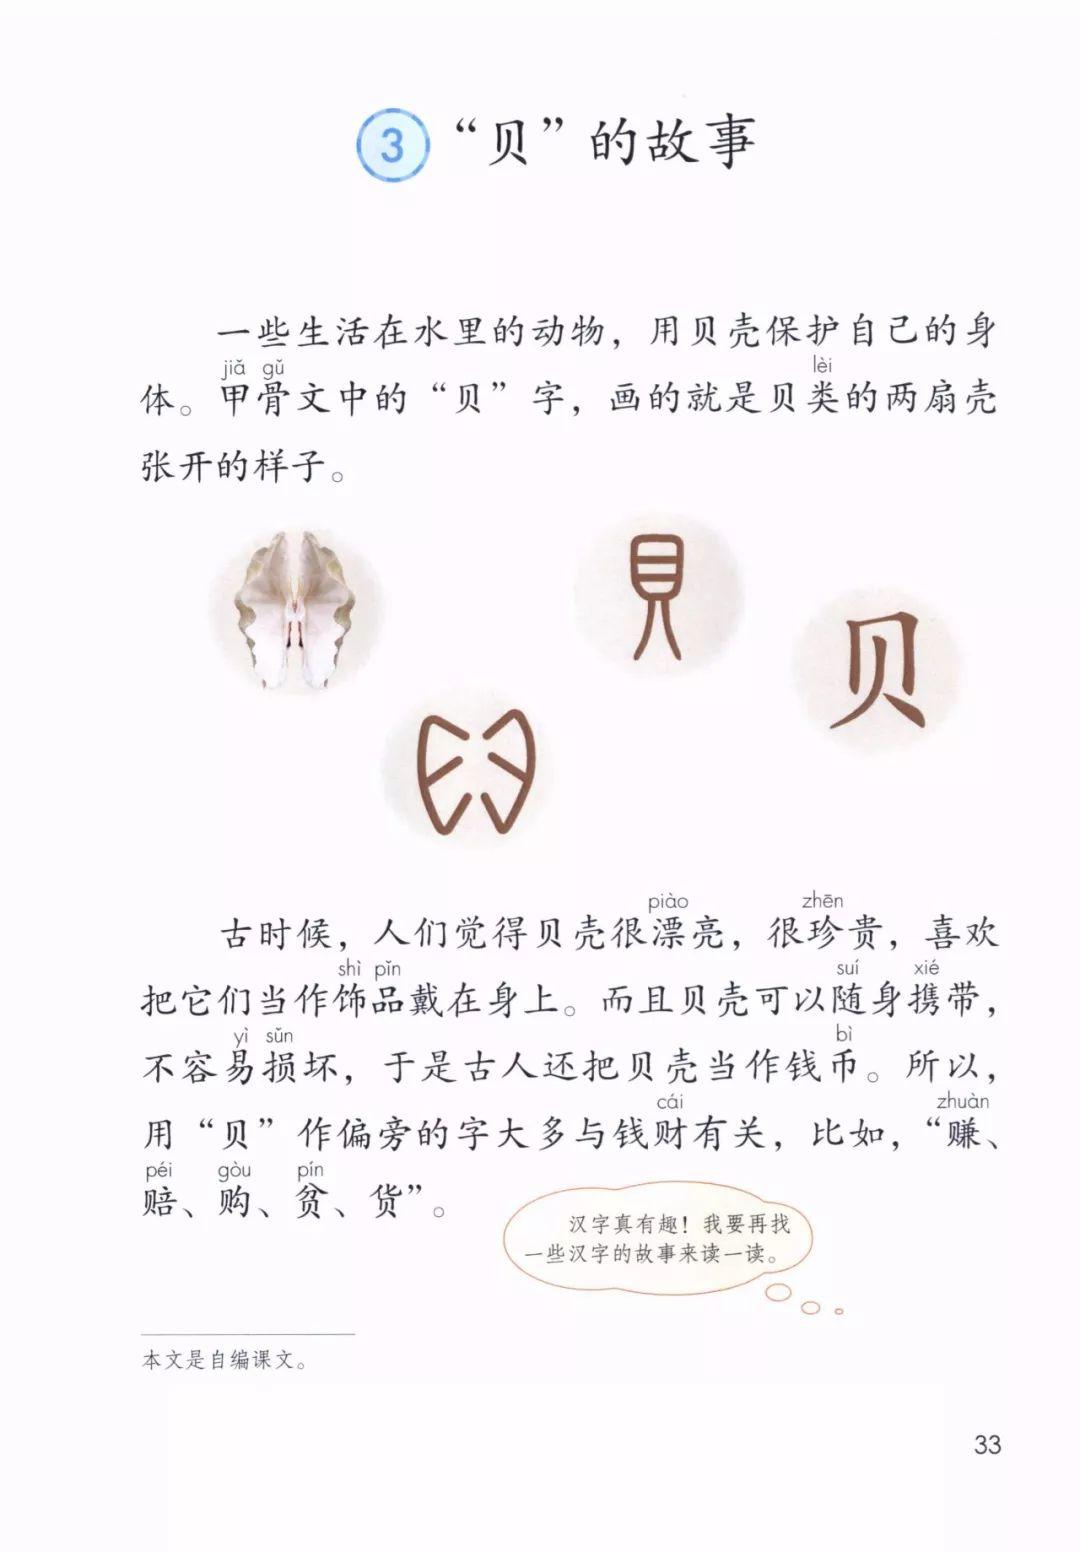 3 “贝”的故事
一些生活在水里的动物，用贝壳保护自己的身
jiǎ gǔ lèi
体。甲骨文中的“贝”字，画的就是贝类的两扇壳
张开的样子。
貝
贝
piào zhēn
古时候，人们觉得贝壳很漂亮，很珍贵，喜欢
shì pǐn suí xié
把它们当作饰品戴在身上。而且贝壳可以随身携带，
yì sǔn bì
不容易损坏，于是古人还把贝壳当作钱币。所以，
cái zhuàn
用“贝”作偏旁的字大多与钱财有关，比如，“赚、
péi gòu pín
赔、购、贫、货”。
汉字真有趣！我要再找
一些汉字的故事来读一读。
本文是自编课文。
33